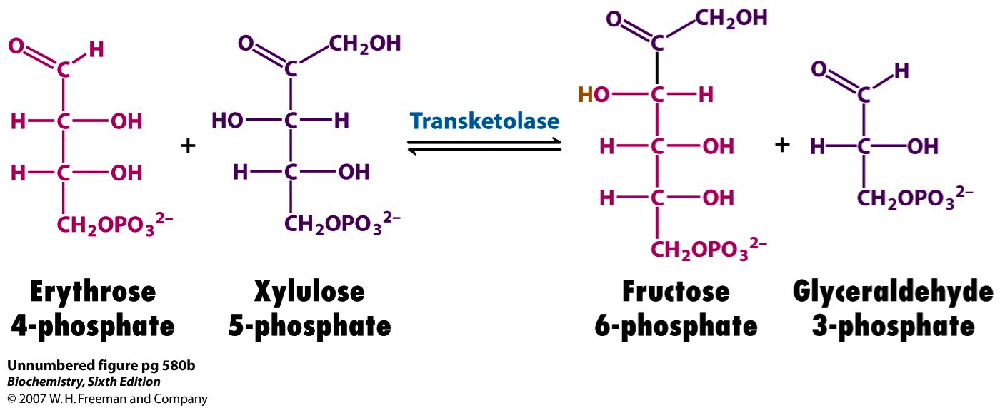 O H
C
H C OH
H C OH
CH2OPO3 2–
Erythrose
4-phosphate
+
O CH2OH
C
HO C H
H C OH
CH2OPO3 2–
Xylulose
5-phosphate
Transketolase
O CH2OH
C
HO C H
H C OH
H C OH
CH2OPO3 2–
Fructose
6-phosphate
+
O H
C
H C OH
CH2OPO3 2–
Glyceraldehyde
3-phosphate
Unnumbered figure pg 580b
Biochemistry, Sixth Edition
© 2007 W. H. Freeman and Company